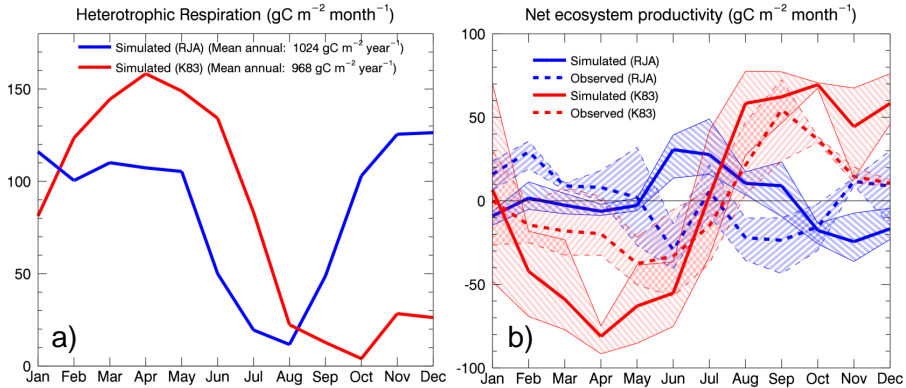 Heterotrophic Respiration (gC m⁻² month⁻¹)
Simulated (RJA) (Mean annual: 1024 gC m⁻² year⁻¹)
Simulated (K83) (Mean annual: 968 gC m⁻² year⁻¹)
150
100
50
0
a)
Jan Feb Mar Apr May Jun Jul Aug Sep Oct Nov Dec
Net ecosystem productivity (gC m⁻² month⁻¹)
100
50
0
-50
-100
Simulated (RJA)
Observed (RJA)
Simulated (K83)
Observed (K83)
b)
Jan Feb Mar Apr May Jun Jul Aug Sep Oct Nov Dec